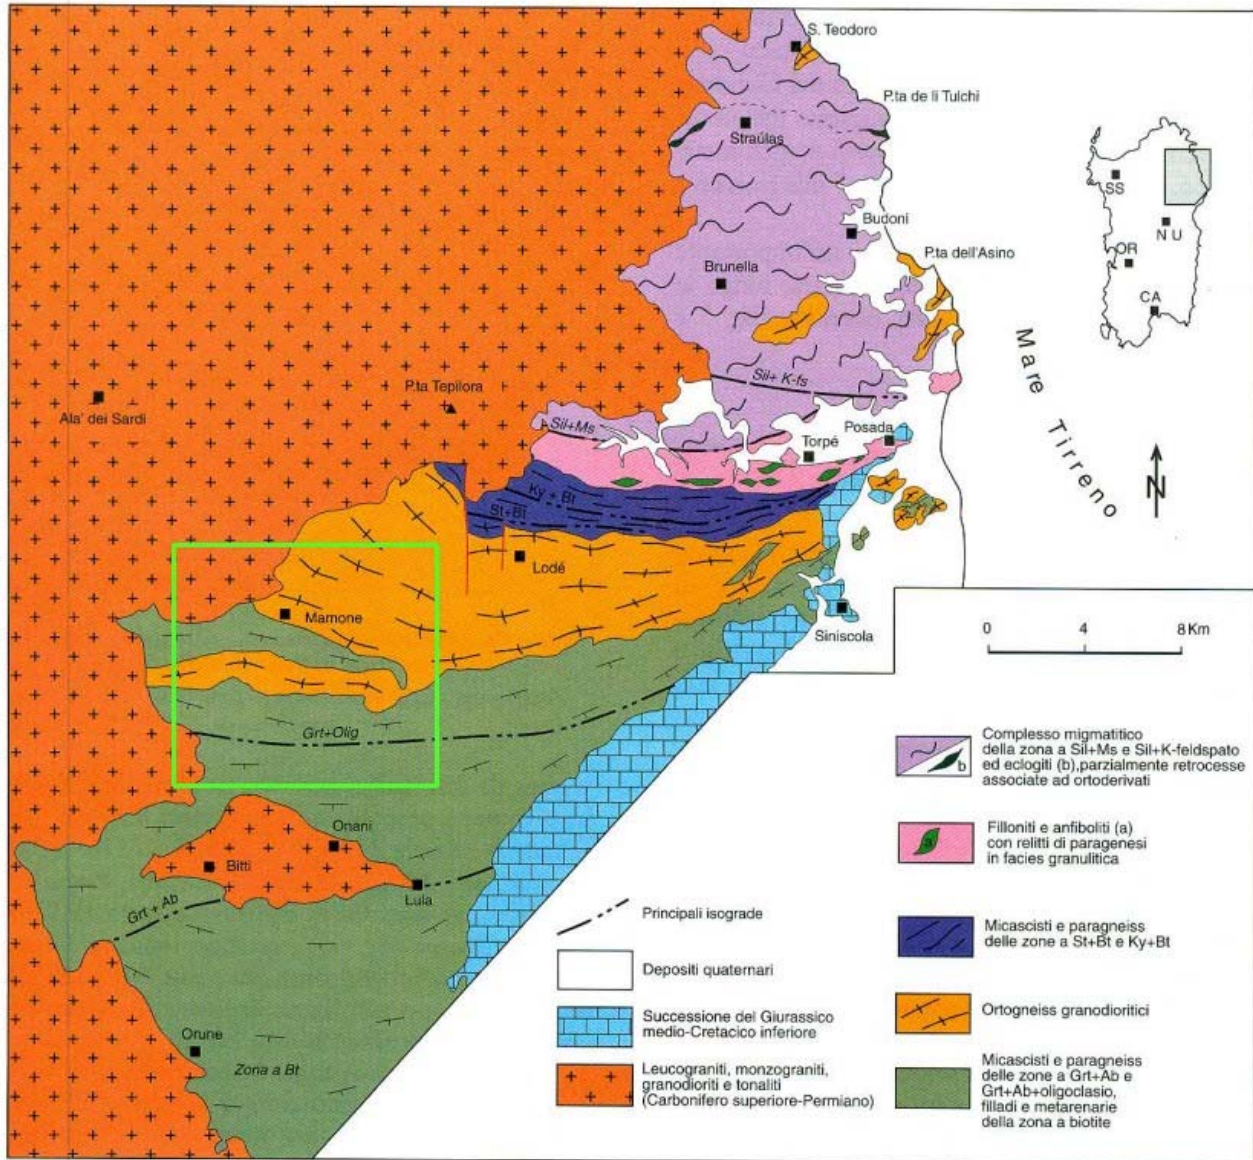 S. Teodoro
P.ta de li Tulchi
Straúlas
Budoni
P.ta dell'Asino
Brunella
SS
N U
OR
CA
Mare Tirreno
Sil+ K-fs
P.ta Tepilora
Ala' dei Sardi
Sil+Ms
Posada
Torpé
N
Ky + Bt
St+Bt
Lodé
Mamone
Siniscola
0 4 8 Km
Grt+Olig
Onani
Bitti
Lula
Grt + Ab
Orune
Zona a Bt
Principali isograde
Depositi quaternari
Successione del Giurassico
medio-Cretacico inferiore
Leucograniti, monzograniti,
granodioriti e tonaliti
(Carbonifero superiore-Permiano)
b
Complesso migmatitico
della zona a Sil+Ms e Sil+K-feldspato
ed eclogiti (b),parzialmente retrocesse
associate ad ortoderivati
a
Filloniti e anfiboliti (a)
con relitti di paragenesi
in facies granulitica
Micascisti e paragneiss
delle zone a St+Bt e Ky+Bt
Ortogneiss granodioritici
Micascisti e paragneiss
delle zone a Grt+Ab e
Grt+Ab+oligoclasio,
filladi e metarenarie
della zona a biotite